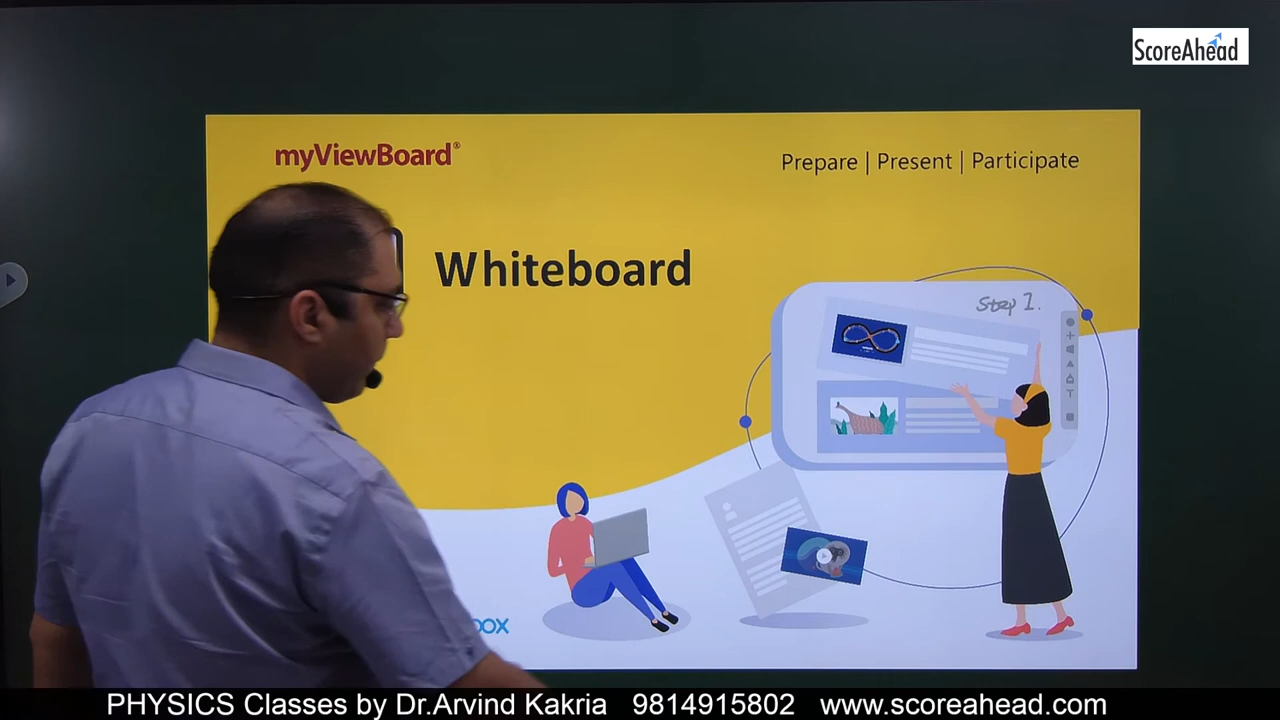 ScoreAhead
myViewBoard®
Prepare | Present | Participate
Whiteboard
Step 1.
PHYSICS Classes by Dr.Arvind Kakria 9814915802 www.scoreahead.com